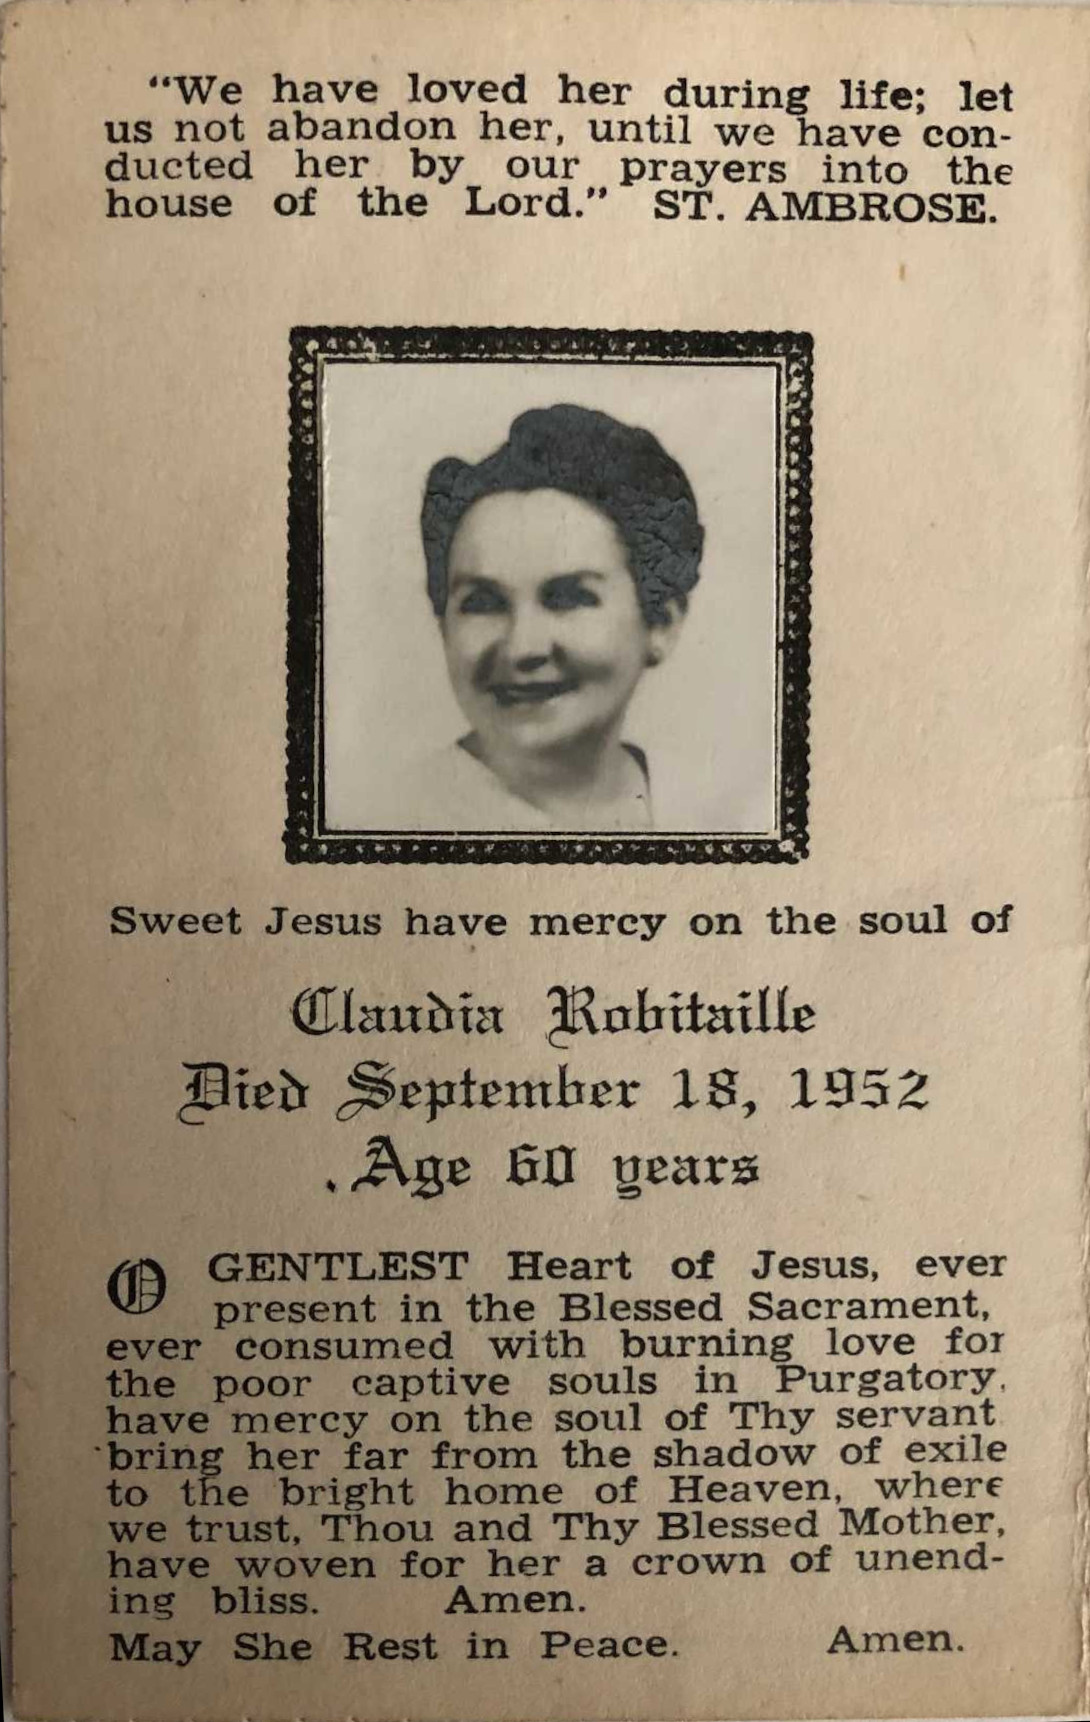 “We have loved her during life; let
us not abandon her, until we have con-
ducted her by our prayers into the
house of the Lord.” ST. AMBROSE.
Sweet Jesus have mercy on the soul of
Claudia Robitaille
Died September 18, 1952
Age 60 years
O GENTLEST Heart of Jesus, ever
present in the Blessed Sacrament,
ever consumed with burning love for
the poor captive souls in Purgatory,
have mercy on the soul of Thy servant
bring her far from the shadow of exile
to the bright home of Heaven, where
we trust, Thou and Thy Blessed Mother,
have woven for her a crown of unend-
ing bliss. Amen.
May She Rest in Peace. Amen.